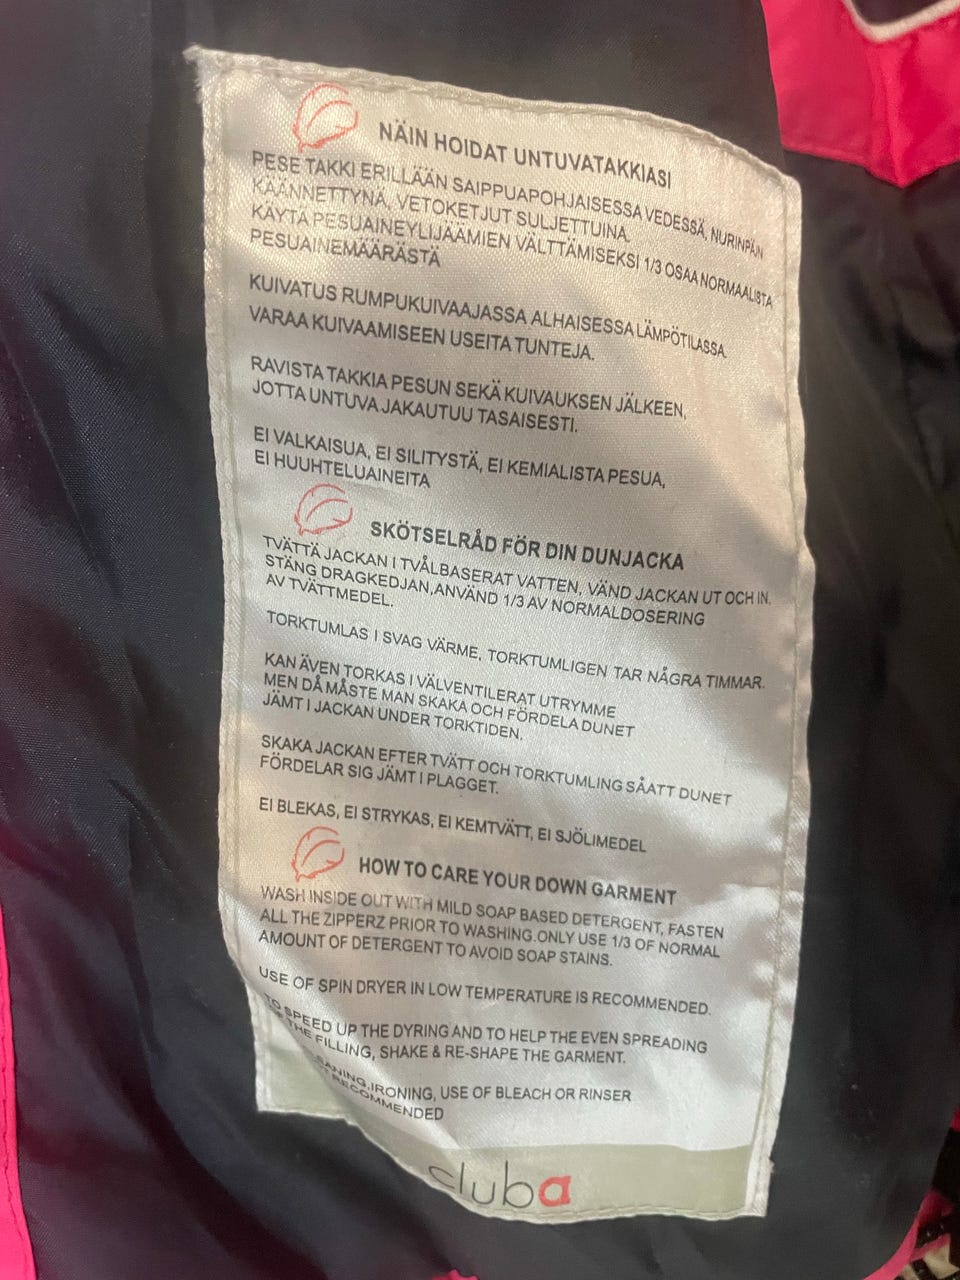 NÄIN HOIDAT UNTUVATAKKIASI
PESE TAKKI ERILLÄÄN SAIPPUAPOHJAISESSA VEDESSÄ, NURINPÄIN
KÄÄNNETTYNÄ, VETOKETJUT SULJETTUINA.
KÄYTÄ PESUAINEYLIJÄÄMIEN VÄLTTÄMISEKSI 1/3 OSAA NORMAALISTA
PESUAINEMÄÄRÄSTÄ
KUIVATUS RUMPUKUIVAAJASSA ALHAISESSA LÄMPÖTILASSA.
VARAA KUIVAAMISEEN USEITA TUNTEJA.
RAVISTA TAKKIA PESUN SEKÄ KUIVAUKSEN JÄLKEEN,
JOTTA UNTUVA JAKAUTUU TASAISESTI.
EI VALKAISUA, EI SILITYSTÄ, EI KEMIALISTA PESUA,
EI HUUHTELUAINEITA
SKÖTSELRÅD FÖR DIN DUNJACKA
TVÄTTÄ JACKAN I TVÅLBASERAT VATTEN, VÄND JACKAN UT OCH IN.
STÄNG DRAGKEDJAN,ANVÄND 1/3 AV NORMALDOSERING
AV TVÄTTMEDEL.
TORKTUMLAS I SVAG VÄRME, TORKTUMLIGEN TAR NÅGRA TIMMAR.
KAN ÄVEN TORKAS I VÄLVENTILERAT UTRYMME
MEN DÅ MÅSTE MAN SKAKA OCH FÖRDELA DUNET
JÄMT I JACKAN UNDER TORKTIDEN.
SKAKA JACKAN EFTER TVÄTT OCH TORKTUMLING SÅATT DUNET
FÖRDELAR SIG JÄMT I PLAGGET.
EI BLEKAS, EI STRYKAS, EI KEMTVÄTT, EI SJÖLIMEDEL
HOW TO CARE YOUR DOWN GARMENT
WASH INSIDE OUT WITH MILD SOAP BASED DETERGENT, FASTEN
ALL THE ZIPPERZ PRIOR TO WASHING.ONLY USE 1/3 OF NORMAL
AMOUNT OF DETERGENT TO AVOID SOAP STAINS.
USE OF SPIN DRYER IN LOW TEMPERATURE IS RECOMMENDED.
TO SPEED UP THE DYRING AND TO HELP THE EVEN SPREADING
THE FILLING, SHAKE & RE-SHAPE THE GARMENT.
IRONING, USE OF BLEACH OR RINSER
RECOMMENDED
cluba